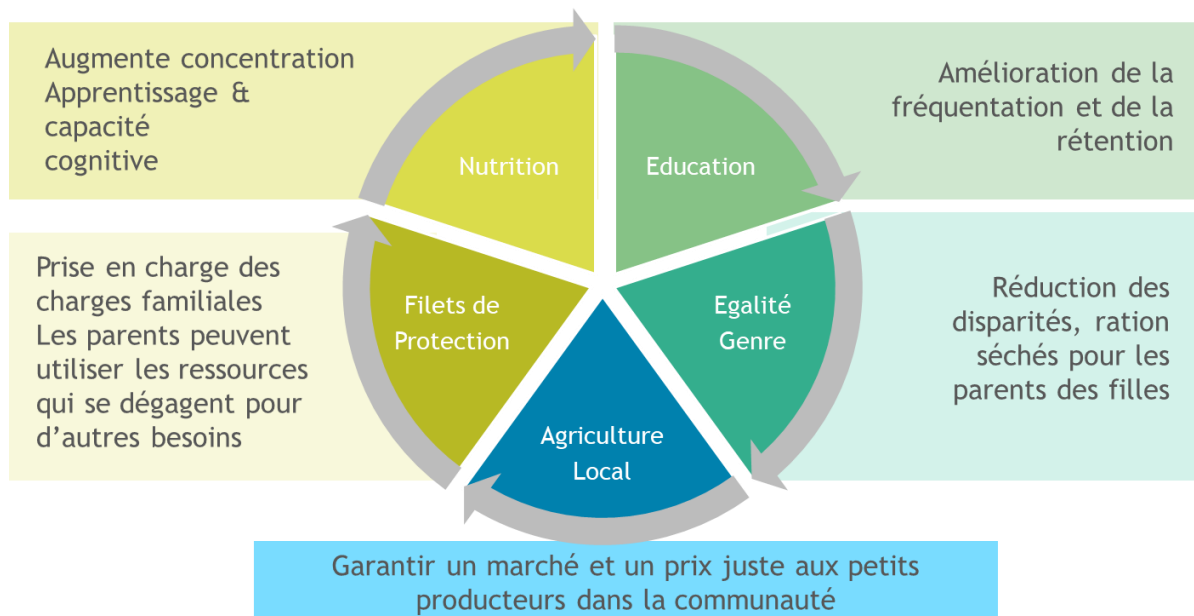 Augmente concentration
Apprentissage &
capacité
cognitive
Nutrition
Education
Amélioration de la
fréquentation et de la
rétention
Prise en charge des
charges familiales
Les parents peuvent
utiliser les ressources
qui se dégagent pour
d’autres besoins
Filets de
Protection
Egalité
Genre
Réduction des
disparités, ration
séchés pour les
parents des filles
Agriculture
Local
Garantir un marché et un prix juste aux petits
producteurs dans la communauté